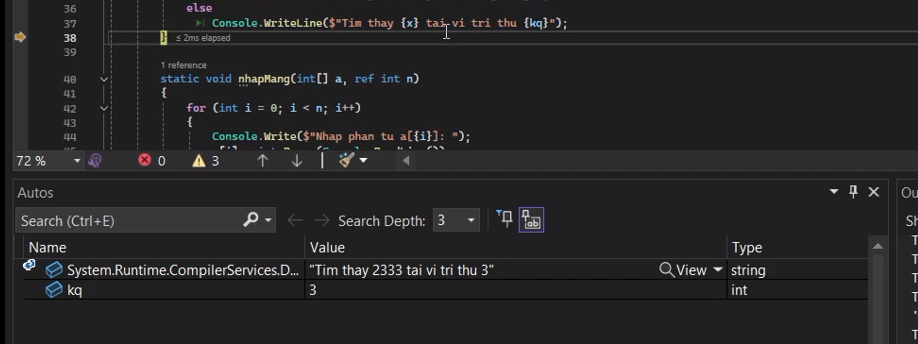 36 else
37 Console.WriteLine($"Tim thay {x} tai vi tri thu {kq}");
38 } ≤ 2ms elapsed
39
1 reference
40 static void nhapMang(int[] a, ref int n)
41 {
42 for (int i = 0; i < n; i++)
43 {
44 Console.Write($"Nhap phan tu a[{i}]: ");
72 % 0 3
Autos
Search (Ctrl+E) Search Depth: 3
Name Value Type
System.Runtime.CompilerServices.D... "Tim thay 2333 tai vi tri thu 3" View string
kq 3 int